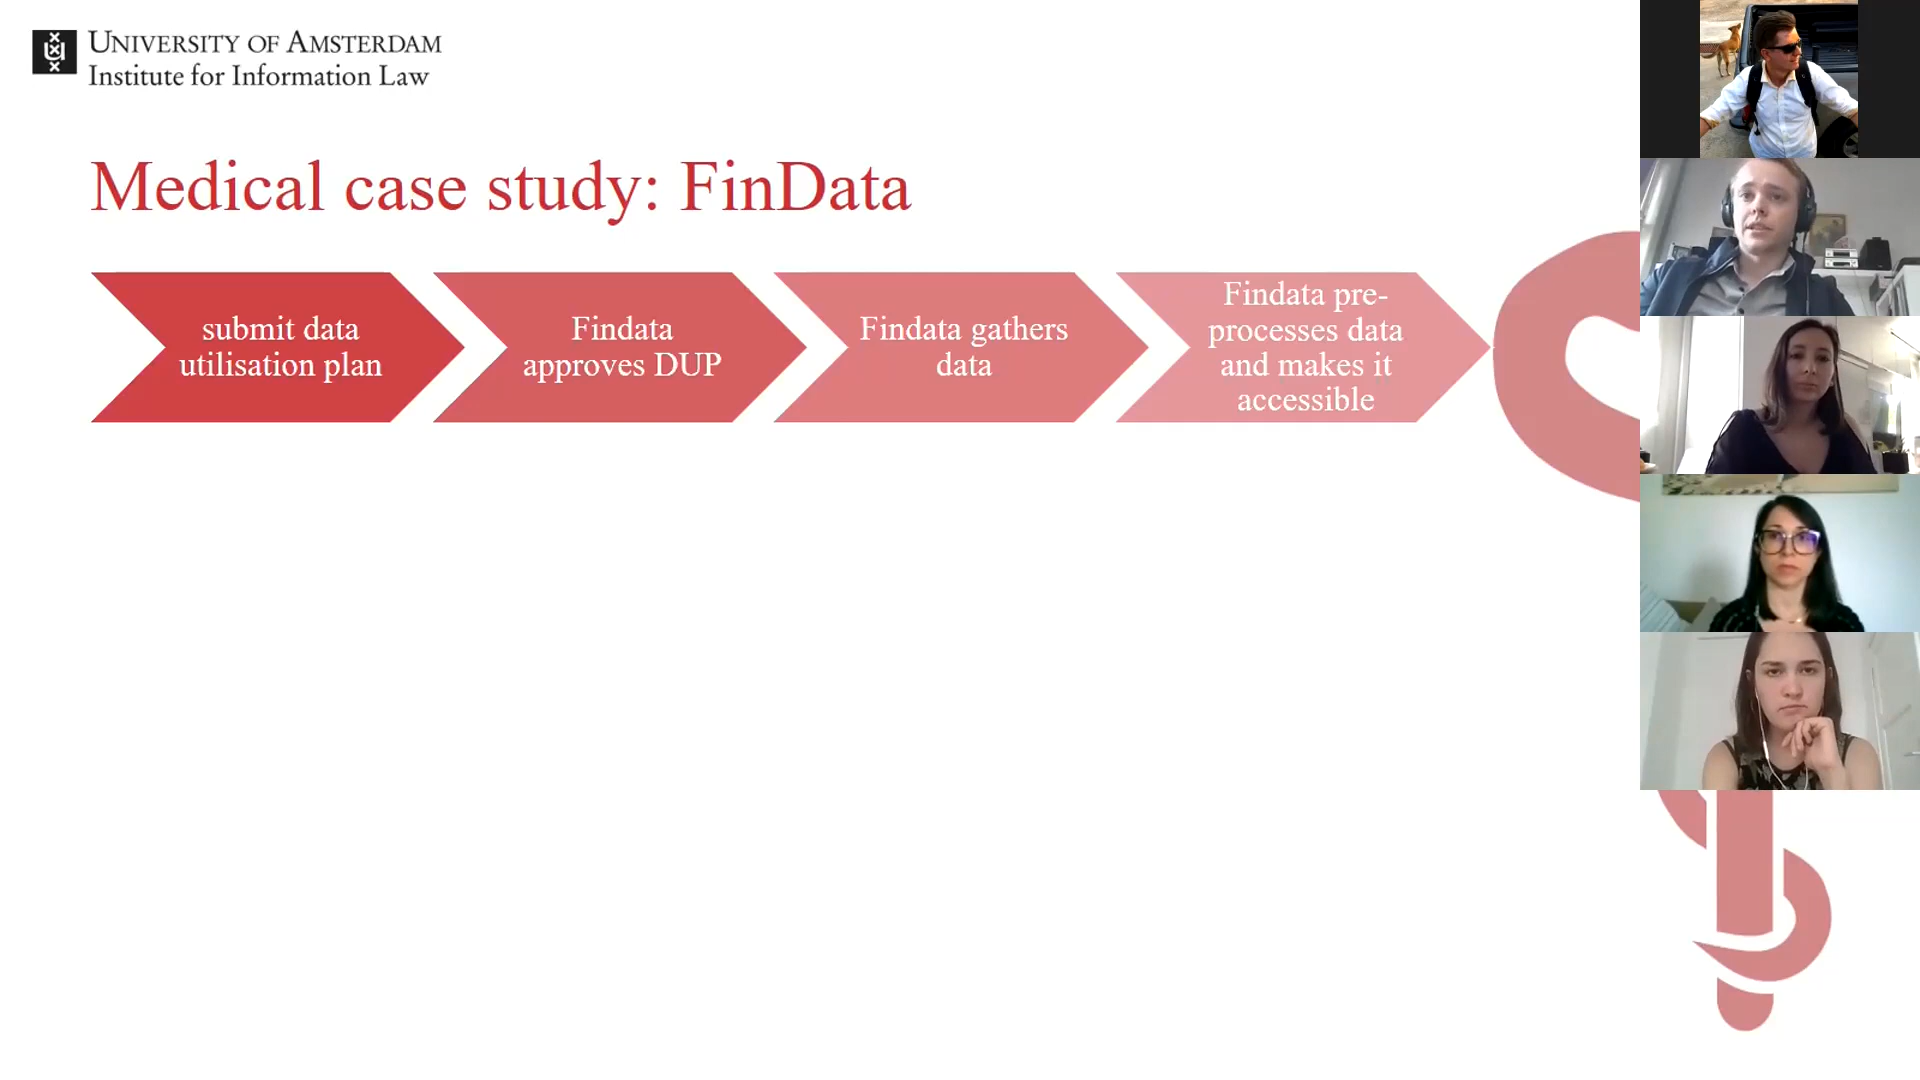 UNIVERSITY OF AMSTERDAM
Institute for Information Law
Medical case study: FinData
submit data
utilisation plan
Findata
approves DUP
Findata gathers
data
Findata pre-
processes data
and makes it
accessible